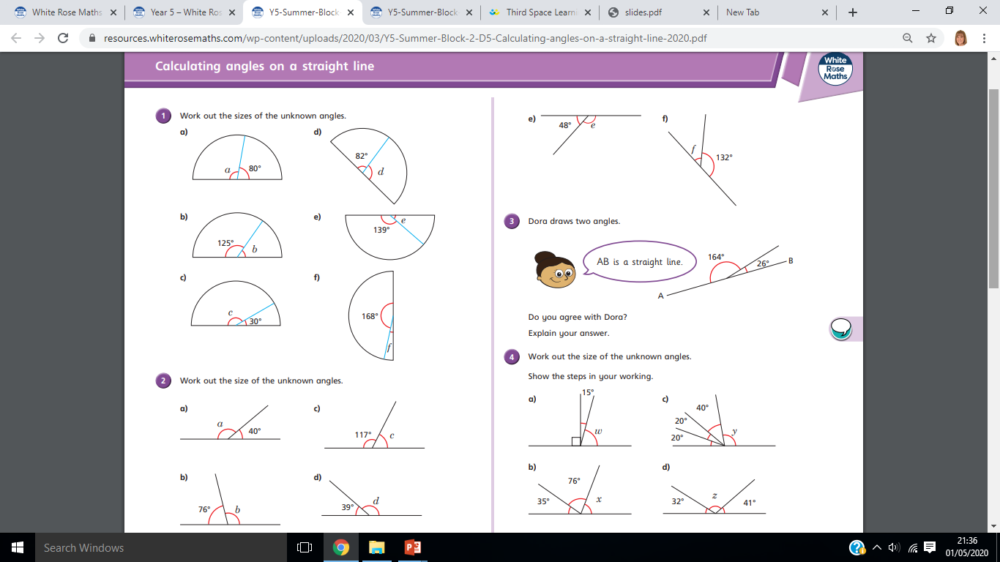 White Rose Maths
Year 5 – White Ros
Y5-Summer-Block-
Y5-Summer-Block-
Third Space Learni
slides.pdf
New Tab
resources.whiterosemaths.com/wp-content/uploads/2020/03/Y5-Summer-Block-2-D5-Calculating-angles-on-a-straight-line-2020.pdf
Calculating angles on a straight line
White
Rose
Maths
1 Work out the sizes of the unknown angles.
a)
a 80°
d)
82°
d
b)
125°
b
e)
e
139°
c)
c
30°
f)
168°
f
2 Work out the size of the unknown angles.
a)
a
40°
c)
117° c
b)
76° b
d)
39° d
e)
48° e
f)
f
132°
3 Dora draws two angles.
AB is a straight line.
164°
26° B
A
Do you agree with Dora?
Explain your answer.
4 Work out the size of the unknown angles.
Show the steps in your working.
a)
15°
w
c)
40°
20°
20°
y
b)
76°
35° x
d)
32° z 41°
Search Windows
21:36
01/05/2020